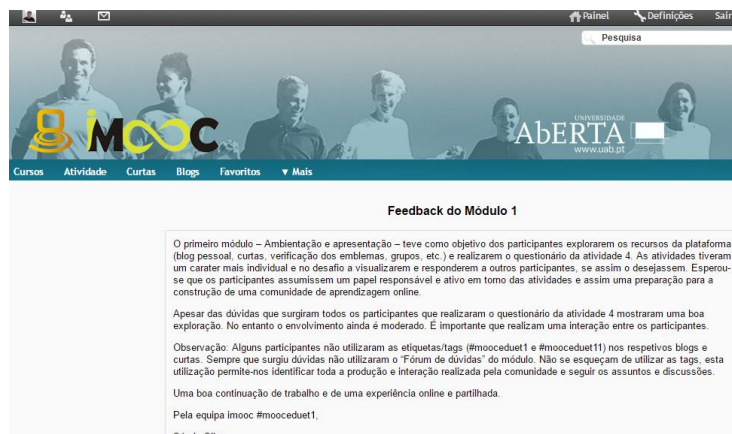 Painel Definições Sair
Pesquisa
iMOOC
UNIVERSIDADE
AbERTA
www.uab.pt
Cursos Atividade Curtas Blogs Favoritos ▼ Mais
Feedback do Módulo 1
O primeiro módulo – Ambientação e apresentação – teve como objetivo dos participantes explorarem os recursos da plataforma
(blog pessoal, curtas, verificação dos emblemas, grupos, etc.) e realizarem o questionário da atividade 4. As atividades tiveram
um carater mais individual e no desafio a visualizarem e responderem a outros participantes, se assim o desejassem. Esperou-
se que os participantes assumissem um papel responsável e ativo em torno das atividades e assim uma preparação para a
construção de uma comunidade de aprendizagem online.
Apesar das dúvidas que surgiram todos os participantes que realizaram o questionário da atividade 4 mostraram uma boa
exploração. No entanto o envolvimento ainda é moderado. É importante que realizam uma interação entre os participantes.
Observação: Alguns participantes não utilizaram as etiquetas/tags (#mooceduet1 e #mooceduet11) nos respetivos blogs e
curtas. Sempre que surgiu dúvidas não utilizaram o "Fórum de dúvidas" do módulo. Não se esqueçam de utilizar as tags, esta
utilização permite-nos identificar toda a produção e interação realizada pela comunidade e seguir os assuntos e discussões.
Uma boa continuação de trabalho e de uma experiência online e partilhada.
Pela equipa imooc #mooceduet1,